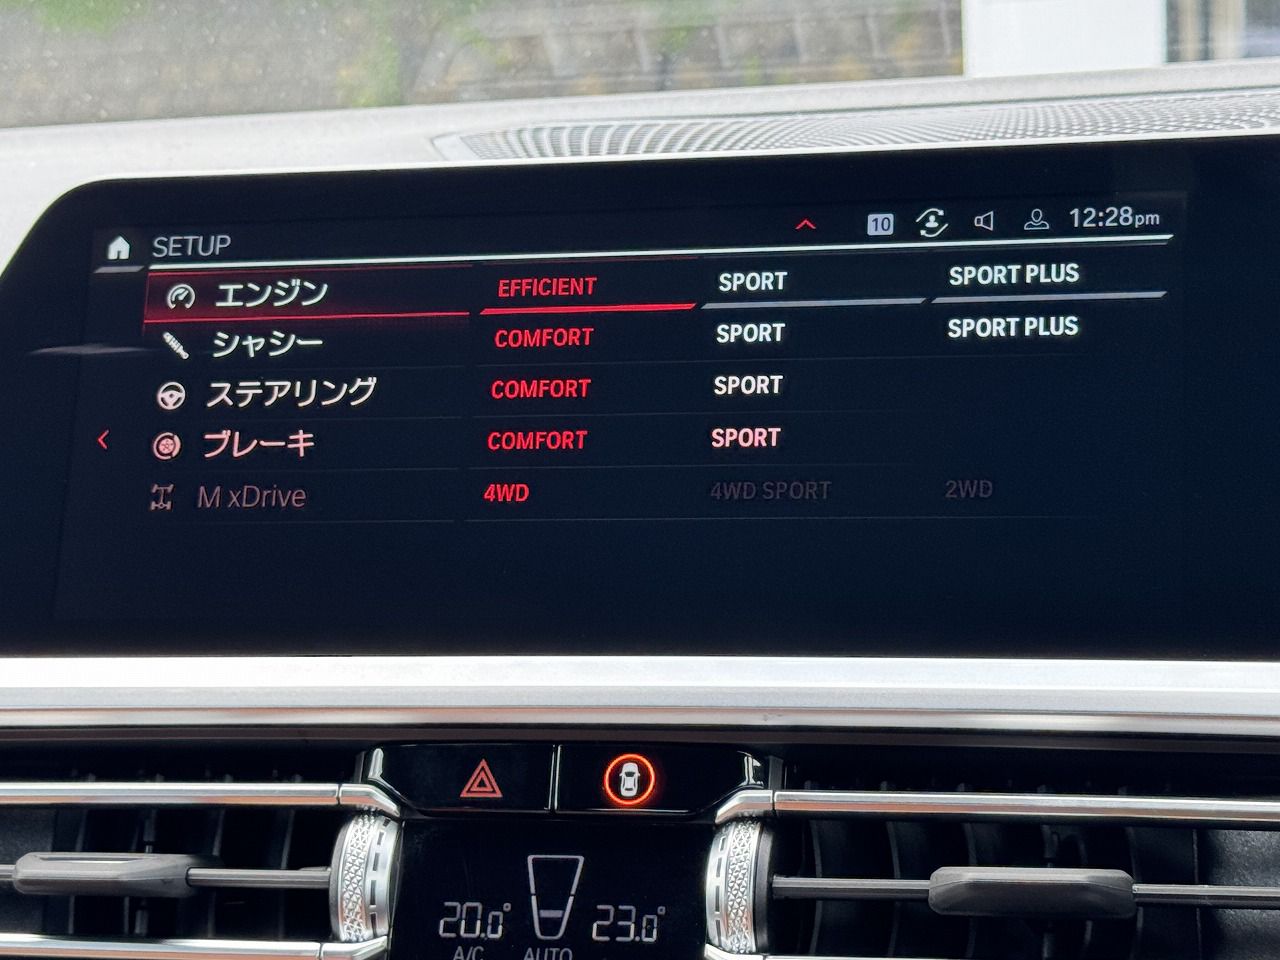 SETUP 10 12:28pm
エンジン EFFICIENT SPORT SPORT PLUS
シャシー COMFORT SPORT SPORT PLUS
ステアリング COMFORT SPORT
ブレーキ COMFORT SPORT
M xDrive 4WD 4WD SPORT 2WD
20.0° 23.0°
A/C AUTO